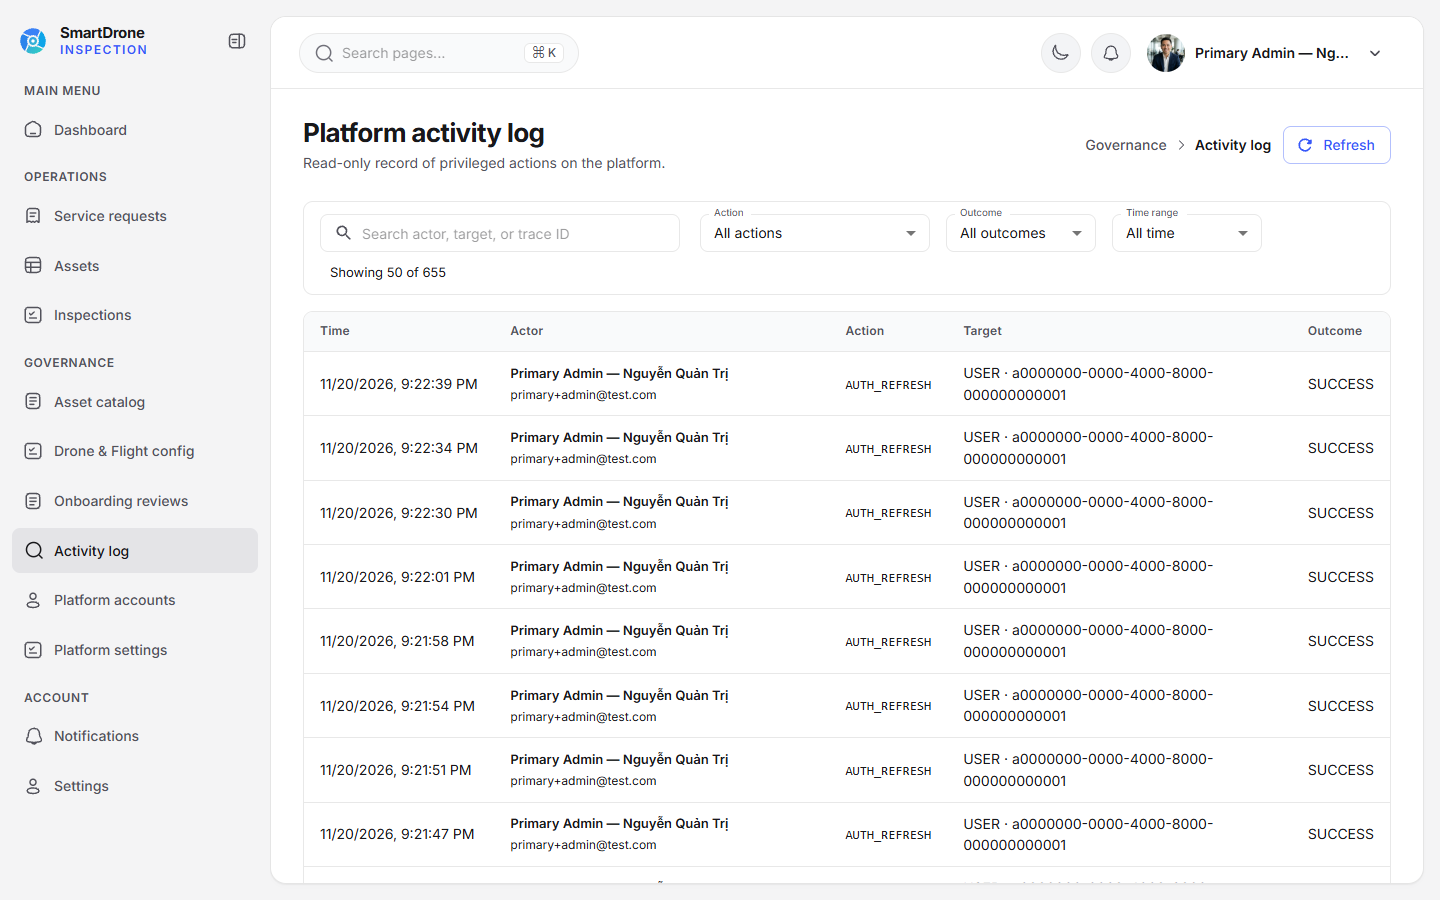 SmartDrone
INSPECTION
MAIN MENU
Dashboard
OPERATIONS
Service requests
Assets
Inspections
GOVERNANCE
Asset catalog
Drone & Flight config
Onboarding reviews
Activity log
Platform accounts
Platform settings
ACCOUNT
Notifications
Settings
Search pages...
⌘ K
Primary Admin — Ng...
Platform activity log
Read-only record of privileged actions on the platform.
Governance > Activity log
Refresh
Search actor, target, or trace ID
Action
All actions
Outcome
All outcomes
Time range
All time
Showing 50 of 655
Time Actor Action Target Outcome
11/20/2026, 9:22:39 PM Primary Admin — Nguyễn Quản Trị AUTH_REFRESH USER · a0000000-0000-4000-8000- SUCCESS
primary+admin@test.com 000000000001
11/20/2026, 9:22:34 PM Primary Admin — Nguyễn Quản Trị AUTH_REFRESH USER · a0000000-0000-4000-8000- SUCCESS
primary+admin@test.com 000000000001
11/20/2026, 9:22:30 PM Primary Admin — Nguyễn Quản Trị AUTH_REFRESH USER · a0000000-0000-4000-8000- SUCCESS
primary+admin@test.com 000000000001
11/20/2026, 9:22:01 PM Primary Admin — Nguyễn Quản Trị AUTH_REFRESH USER · a0000000-0000-4000-8000- SUCCESS
primary+admin@test.com 000000000001
11/20/2026, 9:21:58 PM Primary Admin — Nguyễn Quản Trị AUTH_REFRESH USER · a0000000-0000-4000-8000- SUCCESS
primary+admin@test.com 000000000001
11/20/2026, 9:21:54 PM Primary Admin — Nguyễn Quản Trị AUTH_REFRESH USER · a0000000-0000-4000-8000- SUCCESS
primary+admin@test.com 000000000001
11/20/2026, 9:21:51 PM Primary Admin — Nguyễn Quản Trị AUTH_REFRESH USER · a0000000-0000-4000-8000- SUCCESS
primary+admin@test.com 000000000001
11/20/2026, 9:21:47 PM Primary Admin — Nguyễn Quản Trị AUTH_REFRESH USER · a0000000-0000-4000-8000- SUCCESS
primary+admin@test.com 000000000001